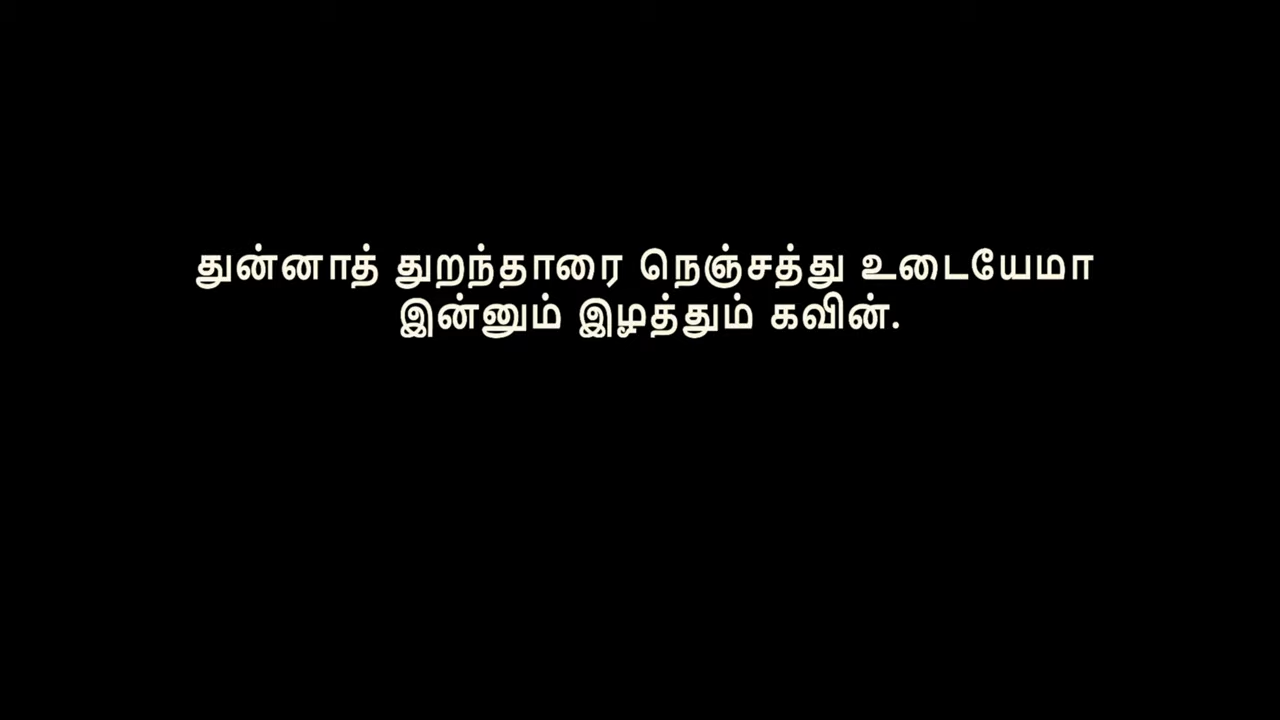 துன்னாத் துறந்தாரை நெஞ்சத்து உடையேமா
இன்னும் இழத்தும் கவின்.